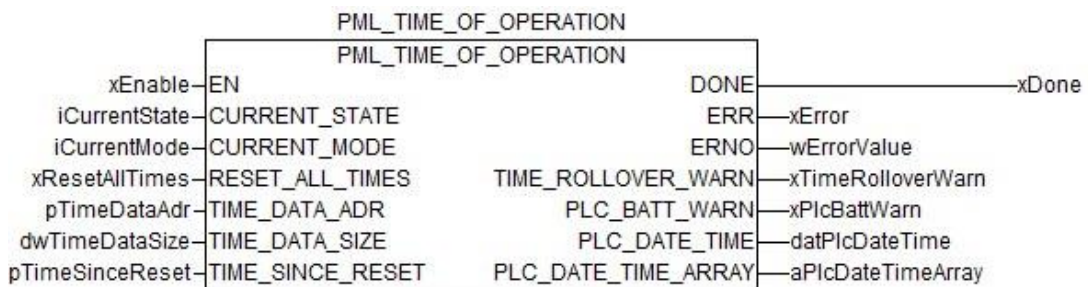 PML_TIME_OF_OPERATION
PML_TIME_OF_OPERATION
xEnable EN DONE xDone
iCurrentState CURRENT_STATE ERR xError
iCurrentMode CURRENT_MODE ERNO wErrorValue
xResetAllTimes RESET_ALL_TIMES TIME_ROLLOVER_WARN xTimeRolloverWarn
pTimeDataAdr TIME_DATA_ADR PLC_BATT_WARN xPlcBattWarn
dwTimeDataSize TIME_DATA_SIZE PLC_DATE_TIME datPlcDateTime
pTimeSinceReset TIME_SINCE_RESET PLC_DATE_TIME_ARRAY aPlcDateTimeArray